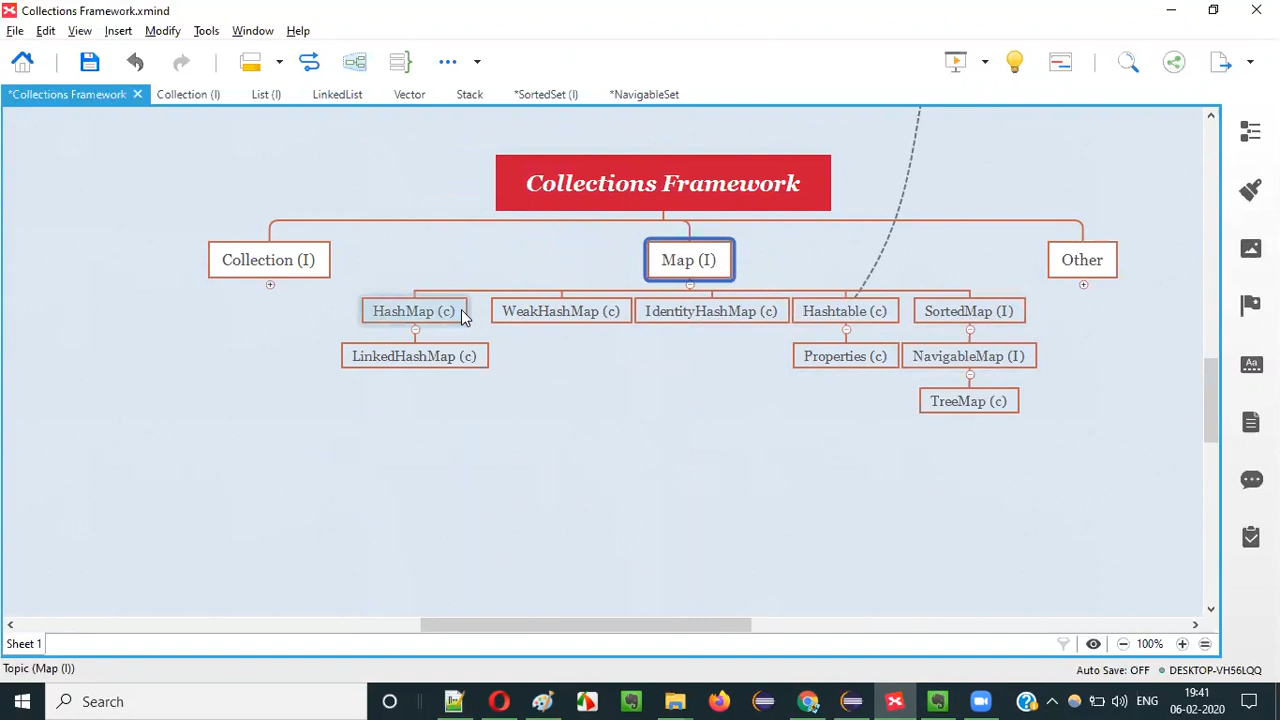 Collections Framework.xmind
File Edit View Insert Modify Tools Window Help
*Collections Framework Collection (I) List (I) LinkedList Vector Stack *SortedSet (I) *NavigableSet
Collections Framework
Collection (I) Map (I) Other
HashMap (c) WeakHashMap (c) IdentityHashMap (c) Hashtable (c) SortedMap (I)
LinkedHashMap (c) Properties (c) NavigableMap (I)
TreeMap (c)
Sheet 1 100%
Topic (Map (I))
Auto Save: OFF DESKTOP-VH56LQQ
Search ENG 19:41
06-02-2020